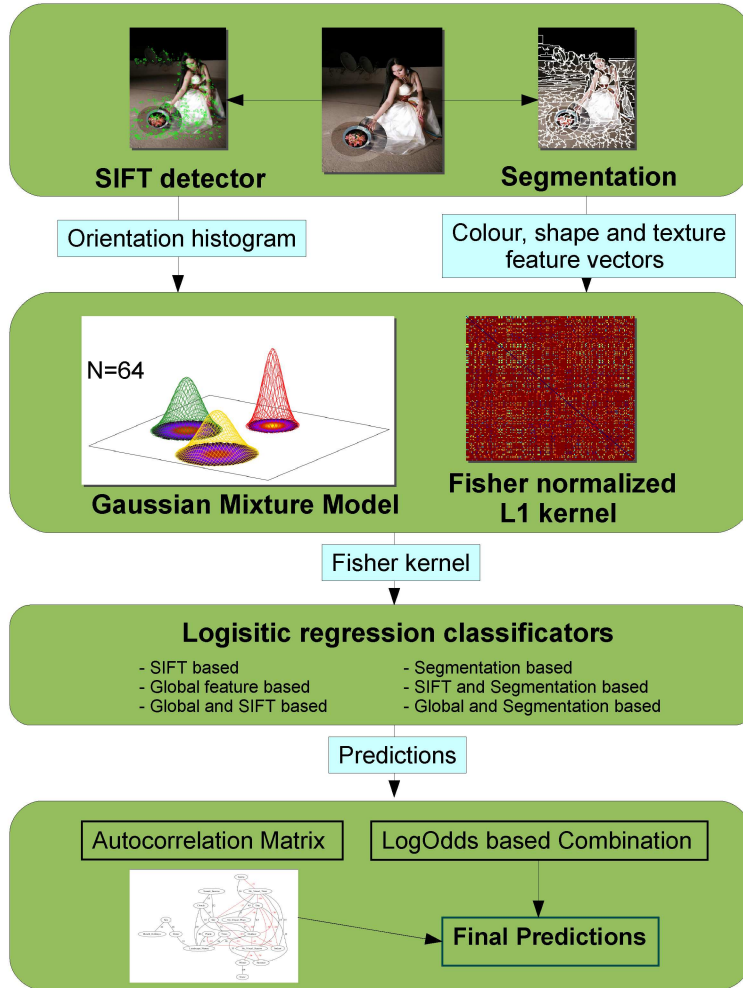 SIFT detector
Segmentation
Orientation histogram
Colour, shape and texture
feature vectors
N=64
Gaussian Mixture Model
Fisher normalized
L1 kernel
Fisher kernel
Logisitic regression classificators
- SIFT based
- Global feature based
- Global and SIFT based
- Segmentation based
- SIFT and Segmentation based
- Global and Segmentation based
Predictions
Autocorrelation Matrix
LogOdds based Combination
Final Predictions